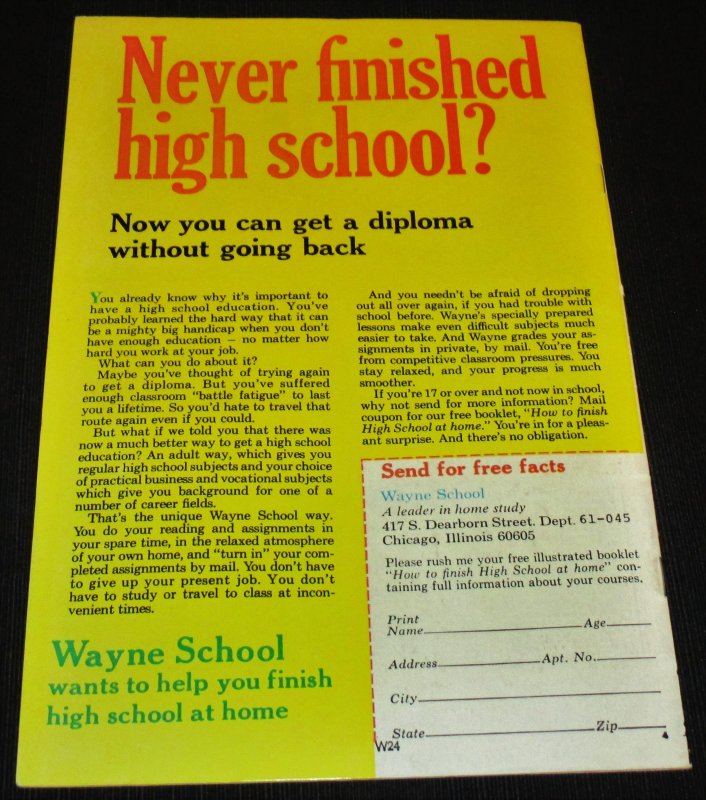 Never finished
high school?
Now you can get a diploma
without going back
You already know why it's important to
have a high school education. You've
probably learned the hard way that it can
be a mighty big handicap when you don't
have enough education — no matter how
hard you work at your job.
What can you do about it?
Maybe you've thought of trying again
to get a diploma. But you've suffered
enough classroom "battle fatigue" to last
you a lifetime. So you'd hate to travel that
route again even if you could.
But what if we told you that there was
now a much better way to get a high school
education? An adult way, which gives you
regular high school subjects and your choice
of practical business and vocational subjects
which give you background for one of a
number of career fields.
That's the unique Wayne School way.
You do your reading and assignments in
your spare time, in the relaxed atmosphere
of your own home, and "turn in" your com-
pleted assignments by mail. You don't have
to give up your present job. You don't
have to study or travel to class at incon-
venient times.
Wayne School
wants to help you finish
high school at home
And you needn't be afraid of dropping
out all over again, if you had trouble with
school before. Wayne's specially prepared
lessons make even difficult subjects much
easier to take. And Wayne grades your as-
signments in private, by mail. You're free
from competitive classroom pressures. You
stay relaxed, and your progress is much
smoother.
If you're 17 or over and not now in school,
why not send for more information? Mail
coupon for our free booklet, "How to finish
High School at home." You're in for a pleas-
ant surprise. And there's no obligation.
Send for free facts
Wayne School
A leader in home study
417 S. Dearborn Street. Dept. 61-045
Chicago, Illinois 60605
Please rush me your free illustrated booklet
"How to finish High School at home" con-
taining full information about your courses.
Print
Name Age
Address Apt. No.
City
State Zip
W24